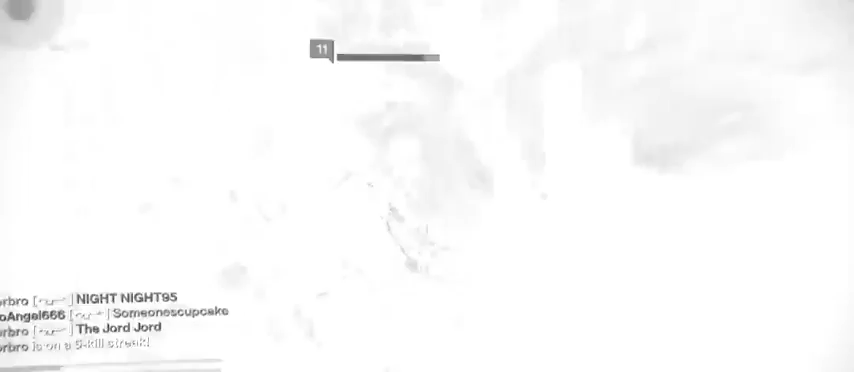 11
rbro [ ] NIGHT NIGHT95
oAngel666 [ ] Someonescupcake
rbro [ ] The Jord Jord
rbro is on a 5-kill streak!